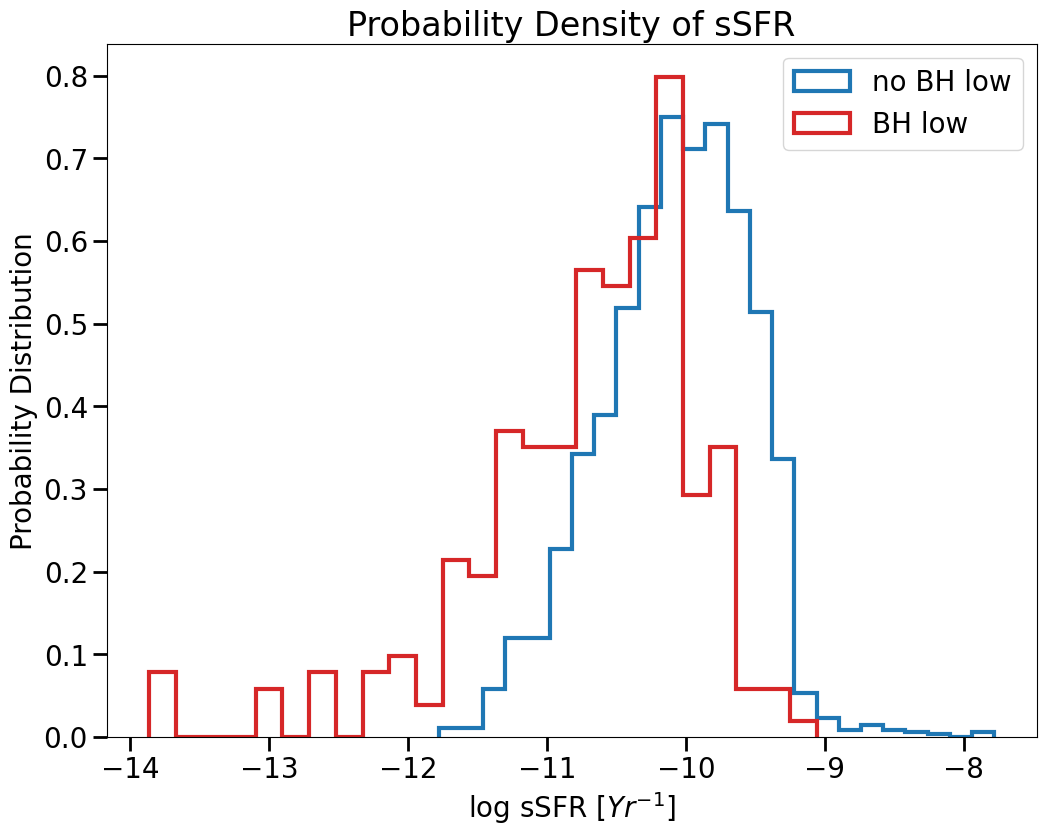 Probability Density of sSFR
no BH low
BH low
Probability Distribution
0.8
0.7
0.6
0.5
0.4
0.3
0.2
0.1
0.0
−14 −13 −12 −11 −10 −9 −8
log sSFR [Yr⁻¹]